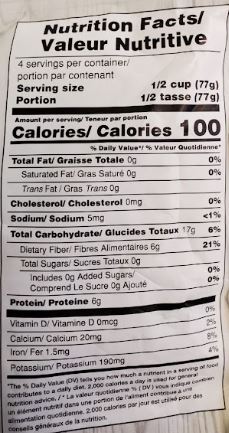 Nutrition Facts/
Valeur Nutritive
4 servings per container/
portion par contenant
Serving size 1/2 cup (77g)
Portion 1/2 tasse (77g)
Amount per serving/ Teneur par portion
Calories/ Calories 100
% Daily Value*/ % Valeur Quotidienne*
Total Fat/ Graisse Totale 0g 0%
Saturated Fat/ Gras Saturé 0g 0%
Trans Fat / Gras Trans 0g
Cholesterol/ Cholesterol 0mg 0%
Sodium/ Sodium 5mg <1%
Total Carbohydrate/ Glucides Totaux 17g 6%
Dietary Fiber/ Fibres Alimentaires 6g 21%
Total Sugars/ Sucres Totaux 0g
Includes 0g Added Sugars/ 0%
Comprend Le Sucre 0g Ajouté 0%
Protein/ Proteine 6g
Vitamin D/ Vitamine D 0mcg 0%
Calcium/ Calcium 20mg 2%
Iron/ Fer 1.5mg 8%
Potassium/ Potassium 190mg 4%
*The % Daily Value (DV) tells you how much a nutrient in a serving of food
contributes to a daily diet. 2,000 calories a day is used for general
nutrition advice. / * La valeur quotidienne % ( DV ) vous indique combien
un élément nutritif dans une portion de l'aliment contribue à une
alimentation quotidienne. 2,000 calories par jour est utilisé pour des
conseils généraux de la nutrition.